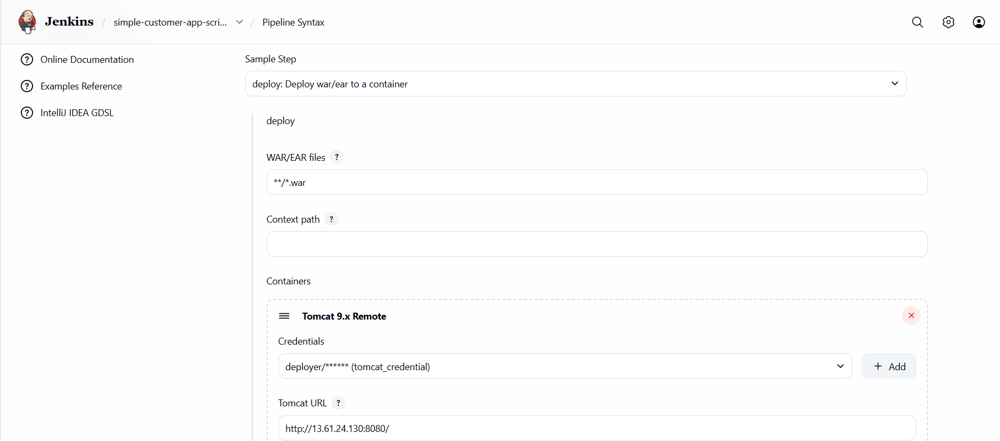 Jenkins / simple-customer-app-scri... / Pipeline Syntax
Online Documentation
Examples Reference
IntelliJ IDEA GDSL
Sample Step
deploy: Deploy war/ear to a container
deploy
WAR/EAR files ?
**/*.war
Context path ?
Containers
Tomcat 9.x Remote
Credentials
deployer/****** (tomcat_credential)
+ Add
Tomcat URL ?
http://13.61.24.130:8080/